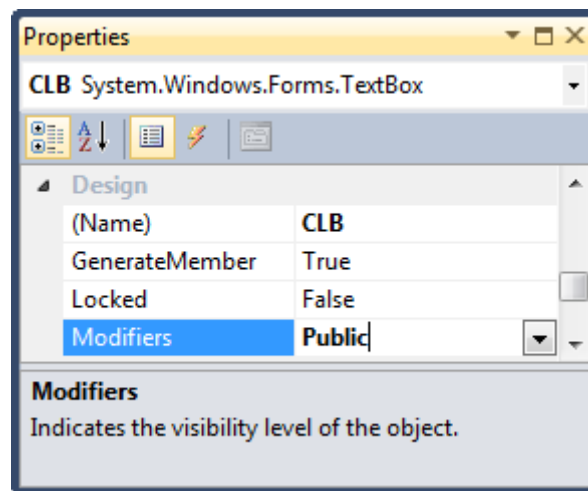 Properties
CLB System.Windows.Forms.TextBox
A
Z
Design
(Name) CLB
GenerateMember True
Locked False
Modifiers Public
Modifiers
Indicates the visibility level of the object.